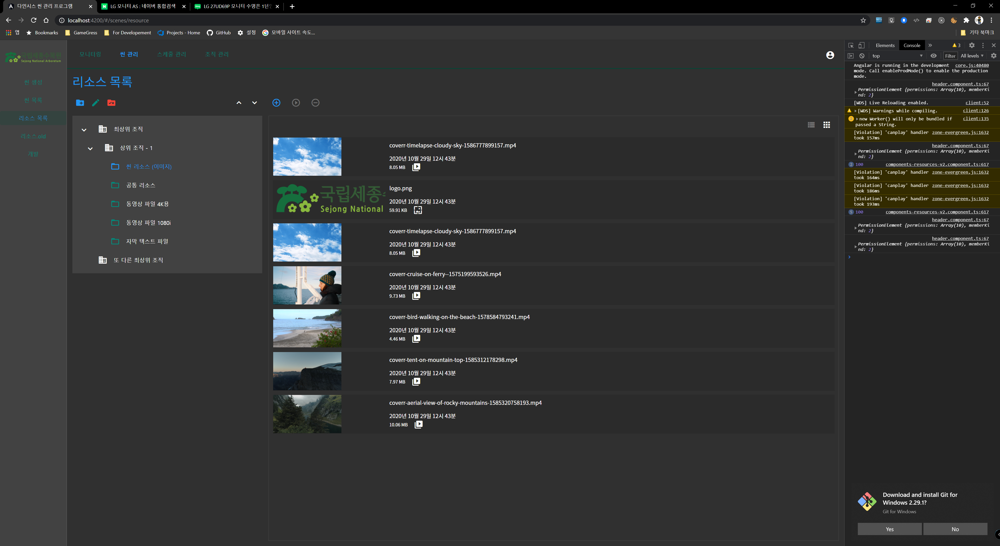 다인시스 씬 관리 프로그램
LG 모니터 AS : 네이버 통합검색
LG 27UD69P 모니터 수명은 1년
localhost:4200/#/scenes/resource
앱
Bookmarks
GameGress
For Developement
Projects - Home
GitHub
설정
모바일 사이트 속도...
기타 북마크
국립세종수목원
Sejong National Arboretum
씬 생성
씬 목록
리소스 목록
리소스.old
개발
모니터링
씬 관리
스케줄 관리
조직 관리
리소스 목록
최상위 조직
상위 조직 - 1
씬 리소스 (이미지)
공통 리소스
동영상 파일 4K용
동영상 파일 1080i
자막 텍스트 파일
또 다른 최상위 조직
coverr-timelapse-cloudy-sky-1586777899157.mp4
2020년 10월 29일 12시 43분
8.05 MB
국립세종
Sejong National
logo.png
2020년 10월 29일 12시 43분
59.91 KB
coverr-timelapse-cloudy-sky-1586777899157.mp4
2020년 10월 29일 12시 43분
8.05 MB
coverr-cruise-on-ferry--1575199593526.mp4
2020년 10월 29일 12시 43분
9.73 MB
coverr-bird-walking-on-the-beach-1578584793241.mp4
2020년 10월 29일 12시 43분
4.46 MB
coverr-tent-on-mountain-top-1585312178298.mp4
2020년 10월 29일 12시 43분
7.97 MB
coverr-aerial-view-of-rocky-mountains-1585320758193.mp4
2020년 10월 29일 12시 43분
10.06 MB
Elements
Console
3
top
Filter
All levels
Angular is running in the development core.js:40480
mode. Call enableProdMode() to enable the production
mode.
header.component.ts:67
PermissionElement {permissions: Array(10), memberKi
nd: 2}
[WDS] Live Reloading enabled. client:52
[WDS] Warnings while compiling. client:126
2 new Worker() will only be bundled if client:135
passed a String.
[Violation] 'canplay' handler zone-evergreen.js:1632
took 157ms
header.component.ts:67
PermissionElement {permissions: Array(10), memberKi
nd: 2}
2 100 components-resources-v2.component.ts:617
[Violation] 'canplay' handler zone-evergreen.js:1632
took 164ms
[Violation] 'canplay' handler zone-evergreen.js:1632
took 186ms
[Violation] 'canplay' handler zone-evergreen.js:1632
took 193ms
5 100 components-resources-v2.component.ts:617
header.component.ts:67
PermissionElement {permissions: Array(10), memberKi
nd: 2}
header.component.ts:67
PermissionElement {permissions: Array(10), memberKi
nd: 2}
Download and install Git for
Windows 2.29.1?
Git for Windows
Yes
No